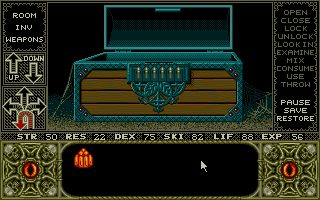 ROOM
INV
WEAPONS
UP
DOWN
OPEN
CLOSE
LOCK
UNLOCK
LOOK IN
EXAMINE
MIX
CONSUME
USE
THROW
PAUSE
SAVE
RESTORE
STR 50 RES 22 DEX 75 SKI 82 LIF 88 EXP 56